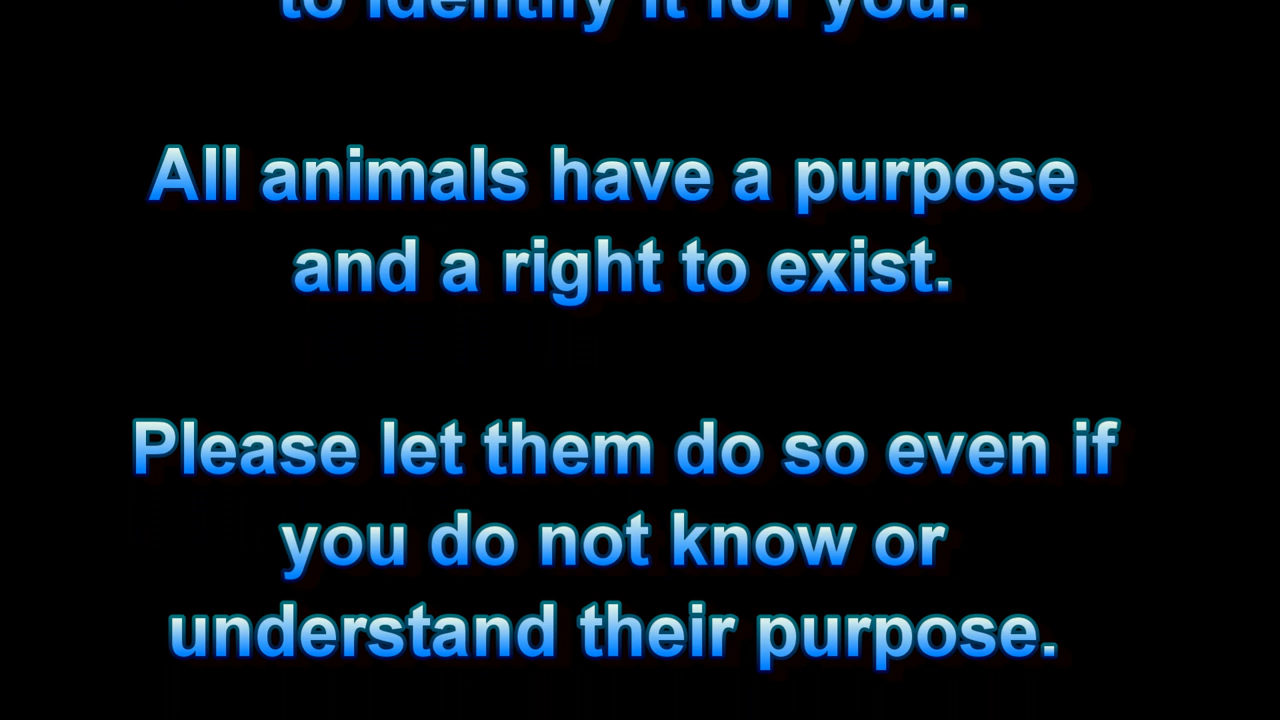 to identify it for you.
All animals have a purpose
and a right to exist.
Please let them do so even if
you do not know or
understand their purpose.